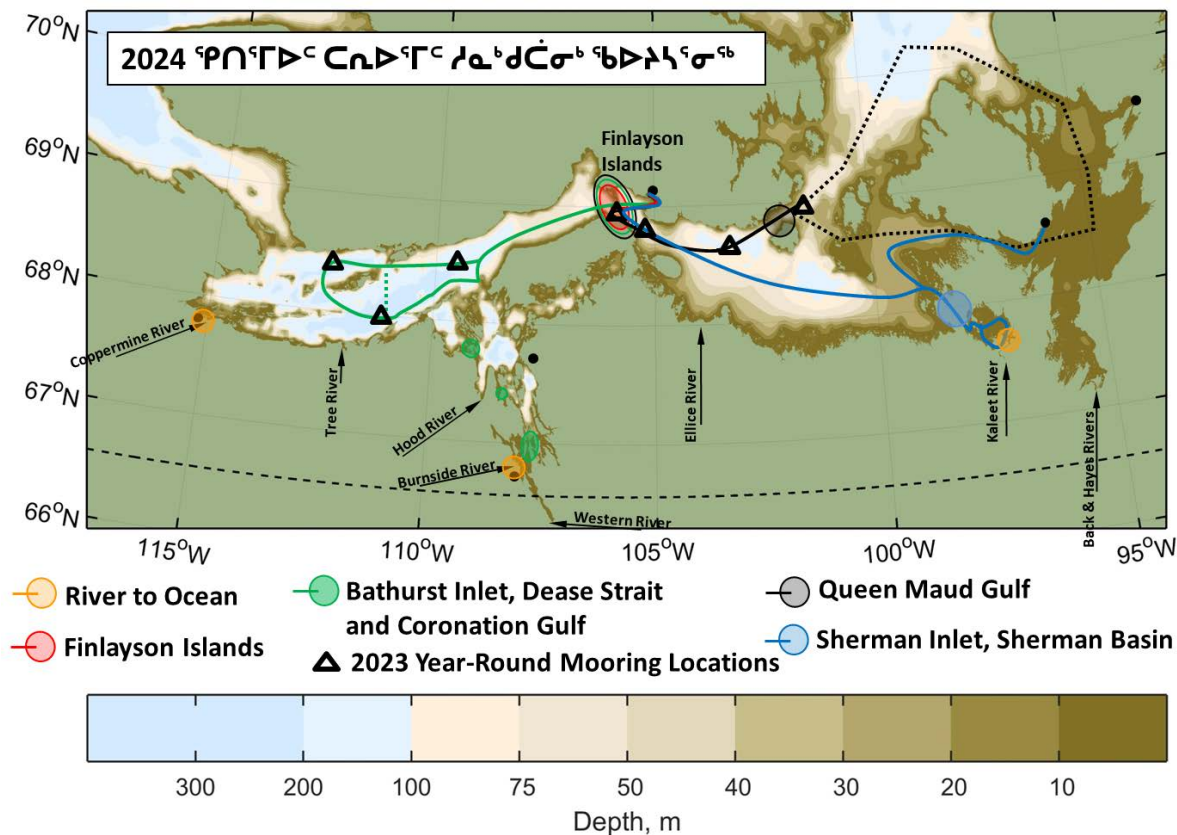 70°N
2024 ᕿᑎᕐᒥᐅᑦ ᑕᕆᐅᕐᒥᑦ ᓱᓇᒃᑯᑖᓂᒃ ᖃᐅᔨᓴᕐᓂᖅ
Finlayson
Islands
69°N
68°N
67°N
66°N
Coppermine River
Tree River
Hood River
Burnside River
Western River
Ellice River
Kaleet River
Back & Hayes Rivers
115°W
110°W
105°W
100°W
95°W
River to Ocean
Bathurst Inlet, Dease Strait
and Coronation Gulf
Queen Maud Gulf
Finlayson Islands
2023 Year-Round Mooring Locations
Sherman Inlet, Sherman Basin
300 200 100 75 50 40 30 20 10
Depth, m